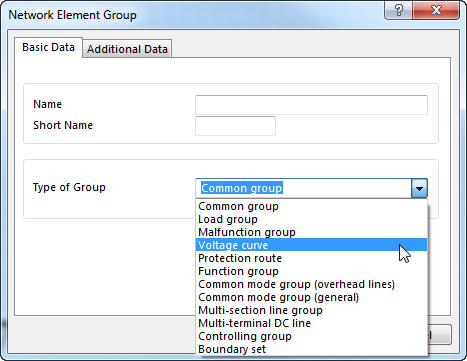 Network Element Group
Basic Data
Additional Data
Name
Short Name
Type of Group
Common group
Common group
Load group
Malfunction group
Voltage curve
Protection route
Function group
Common mode group (overhead lines)
Common mode group (general)
Multi-section line group
Multi-terminal DC line
Controlling group
Boundary set